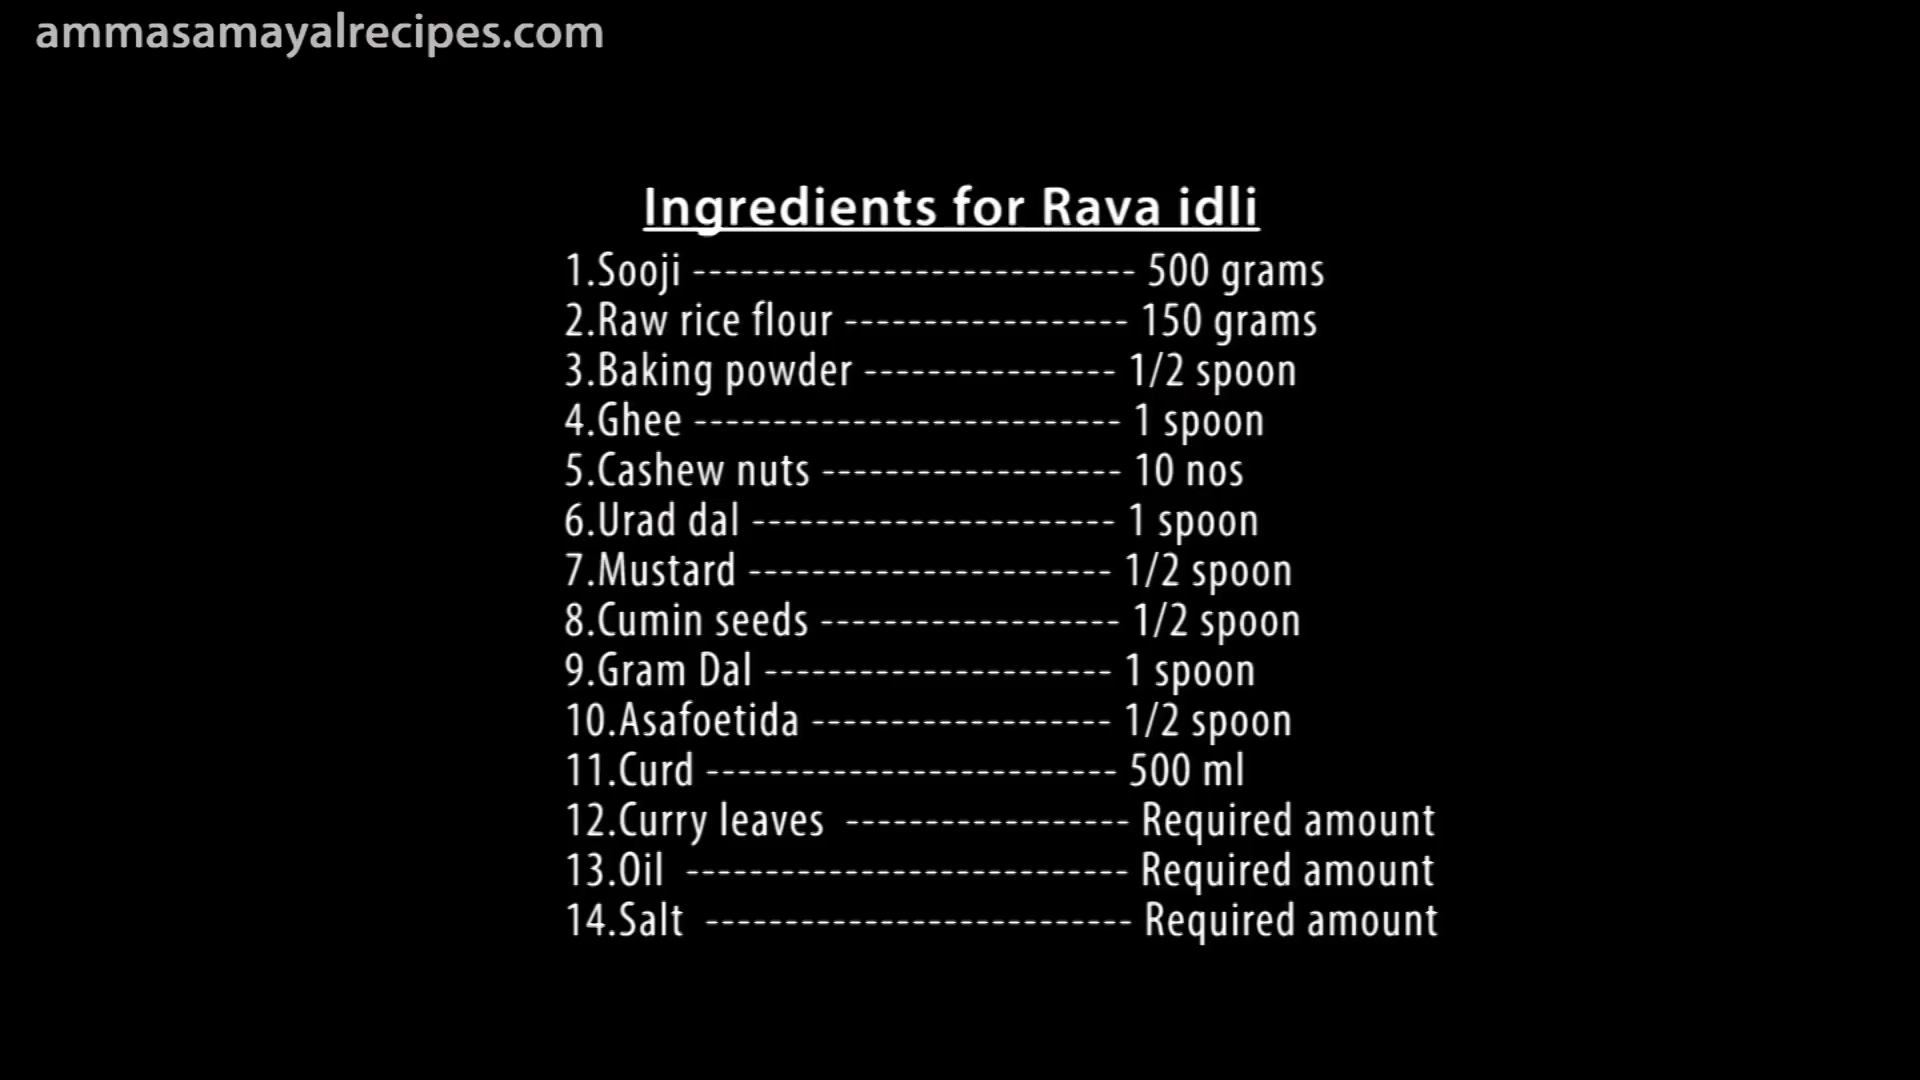 ammasamayalrecipes.com
Ingredients for Rava idli
1.Sooji ---------------------------- 500 grams
2.Raw rice flour ------------------ 150 grams
3.Baking powder ---------------- 1/2 spoon
4.Ghee --------------------------- 1 spoon
5.Cashew nuts ------------------- 10 nos
6.Urad dal ----------------------- 1 spoon
7.Mustard ----------------------- 1/2 spoon
8.Cumin seeds ------------------- 1/2 spoon
9.Gram Dal ---------------------- 1 spoon
10.Asafoetida ------------------- 1/2 spoon
11.Curd -------------------------- 500 ml
12.Curry leaves ------------------ Required amount
13.Oil ---------------------------- Required amount
14.Salt --------------------------- Required amount